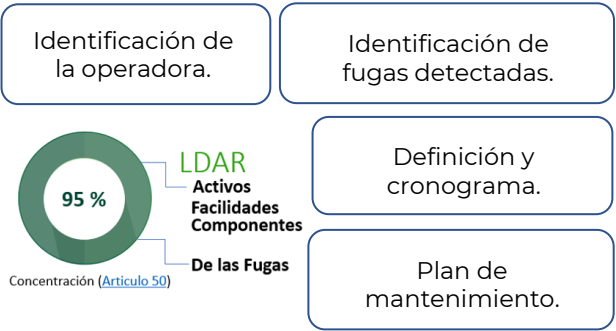 Identificación de
la operadora.
Identificación de
fugas detectadas.
LDAR
Activos
Facilidades
Componentes
95 %
De las Fugas
Concentración (Articulo 50)
Definición y
cronograma.
Plan de
mantenimiento.